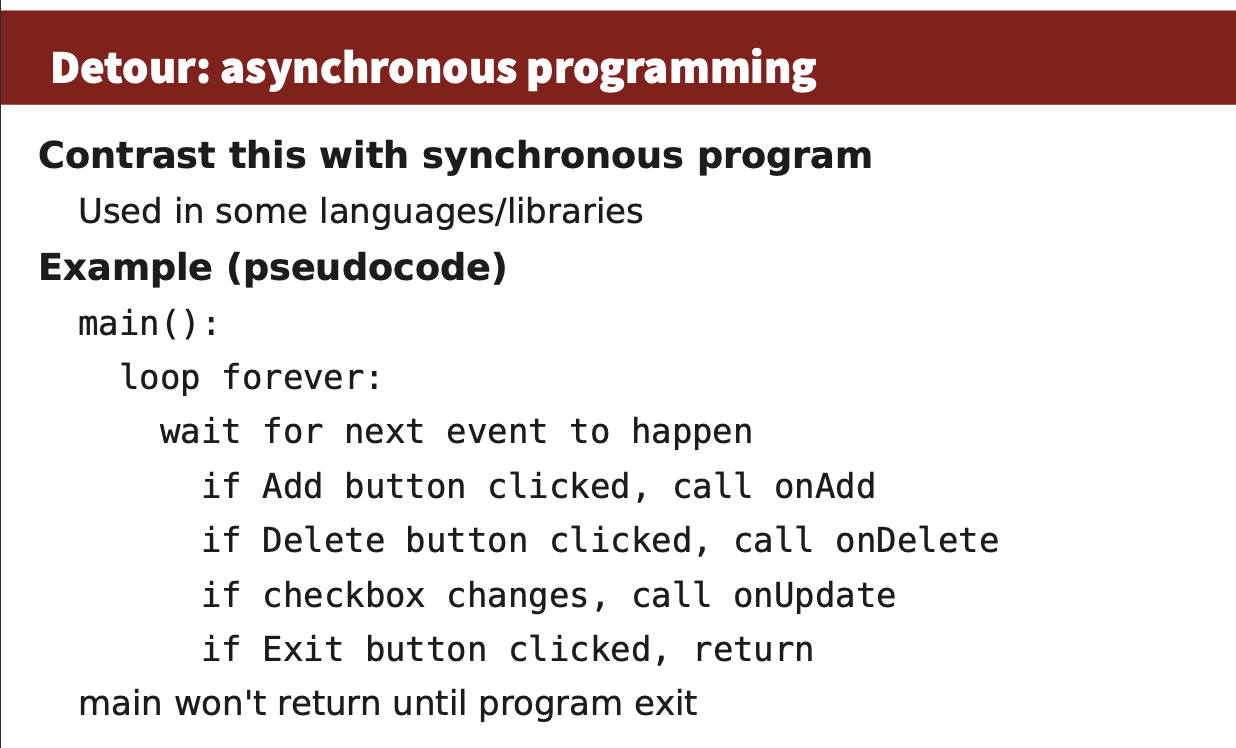 Detour: asynchronous programming
Contrast this with synchronous program
Used in some languages/libraries
Example (pseudocode)
main():
loop forever:
wait for next event to happen
if Add button clicked, call onAdd
if Delete button clicked, call onDelete
if checkbox changes, call onUpdate
if Exit button clicked, return
main won't return until program exit